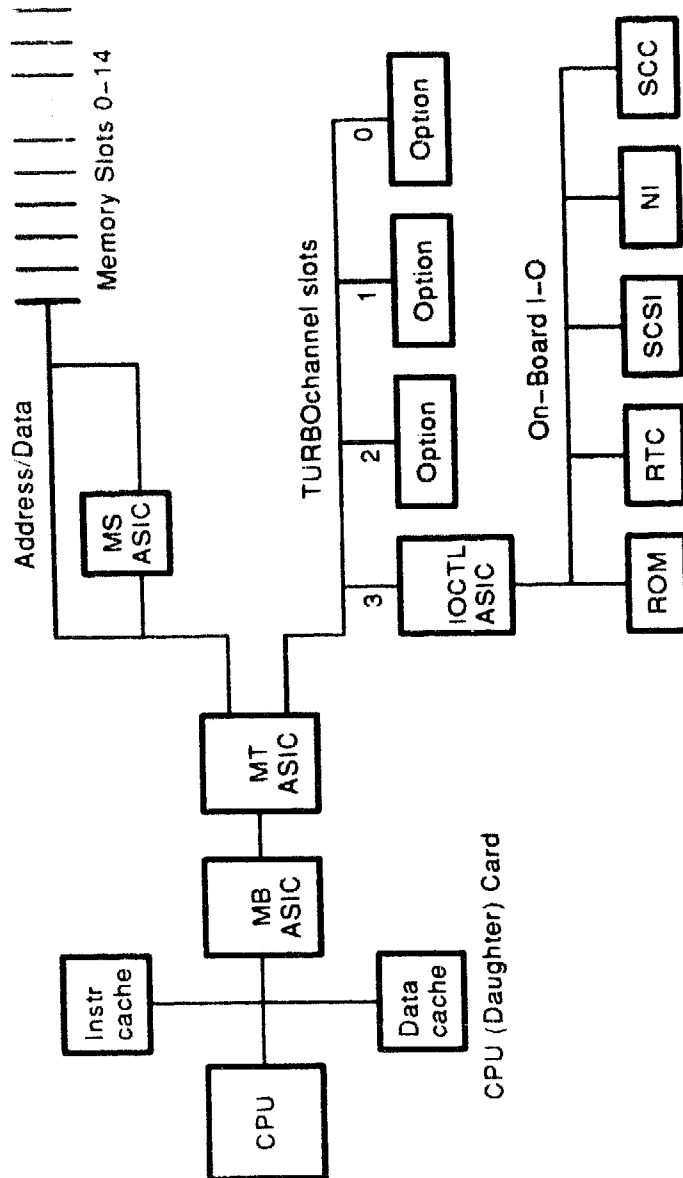 Address/Data
Memory Slots 0-14
MS
ASIC
TURBOchannel slots
3
2
1
0
Option
Option
Option
Instr
cache
MB
ASIC
MT
ASIC
IOCTL
ASIC
CPU
Data
cache
On-Board I-O
CPU (Daughter) Card
ROM
RTC
SCSI
NI
SCC